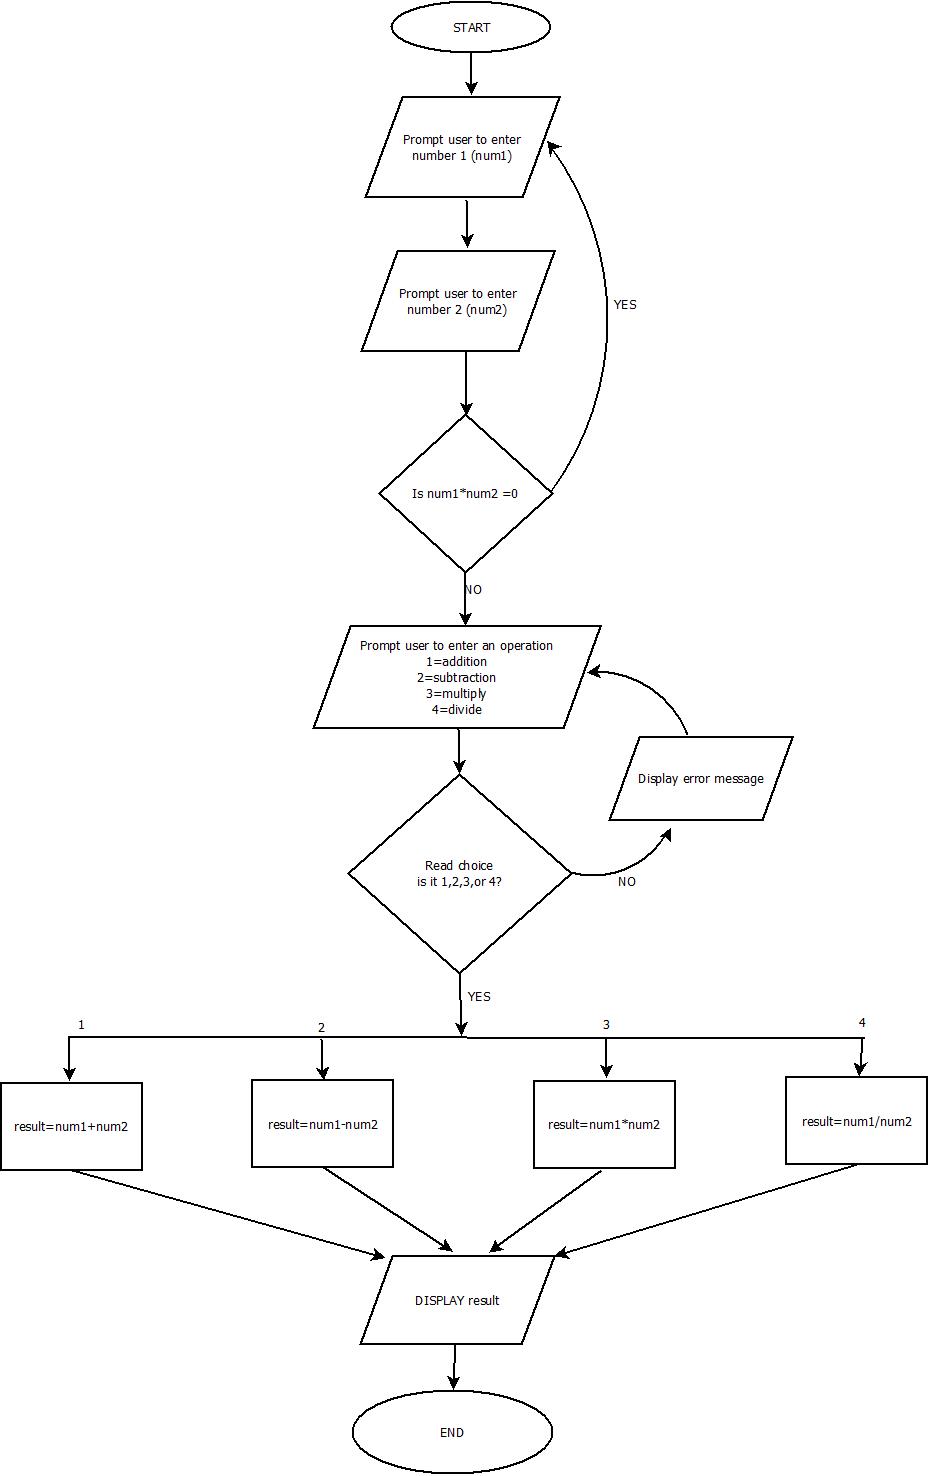 START
Prompt user to enter
number 1 (num1)
Prompt user to enter
number 2 (num2)
YES
Is num1*num2 =0
NO
Prompt user to enter an operation
1=addition
2=subtraction
3=multiply
4=divide
Display error message
Read choice
is it 1,2,3,or 4?
NO
YES
1
2
3
4
result=num1+num2
result=num1-num2
result=num1*num2
result=num1/num2
DISPLAY result
END